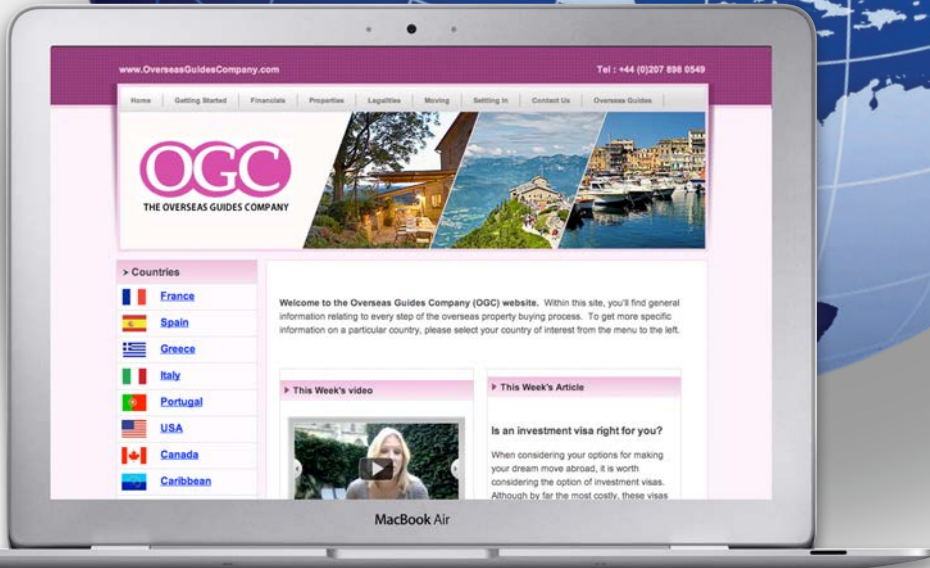 www.OverseasGuidesCompany.com
Tel : +44 (0)207 898 0549
Home
Getting Started
Financials
Properties
Legalities
Moving
Settling In
Contact Us
Overseas Guides
OGC
THE OVERSEAS GUIDES COMPANY
> Countries
France
Spain
Greece
Italy
Portugal
USA
Canada
Caribbean
Welcome to the Overseas Guides Company (OGC) website. Within this site, you'll find general
information relating to every step of the overseas property buying process. To get more specific
information on a particular country, please select your country of interest from the menu to the left.
This Week's video
This Week's Article
Is an investment visa right for you?
When considering your options for making
your dream move abroad, it is worth
considering the option of investment visas.
Although by far the most costly, these visas
MacBook Air